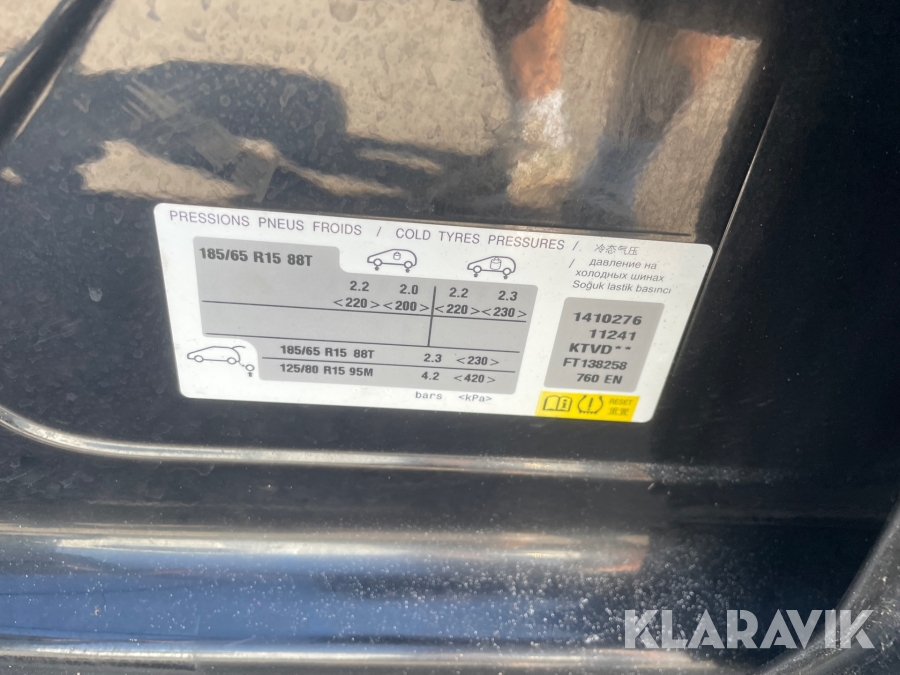 PRESSIONS PNEUS FROIDS / COLD TYRES PRESSURES / 冷态气压
/ давление на
холодных шинах
Soğuk lastik basıncı
185/65 R15 88T
2.2 2.0 2.2 2.3
<220> <200> <220> <230>
185/65 R15 88T 2.3 <230>
125/80 R15 95M 4.2 <420>
bars <kPa>
1410276
11241
KTVD**
FT138258
760 EN
RESET
KLARAVIK